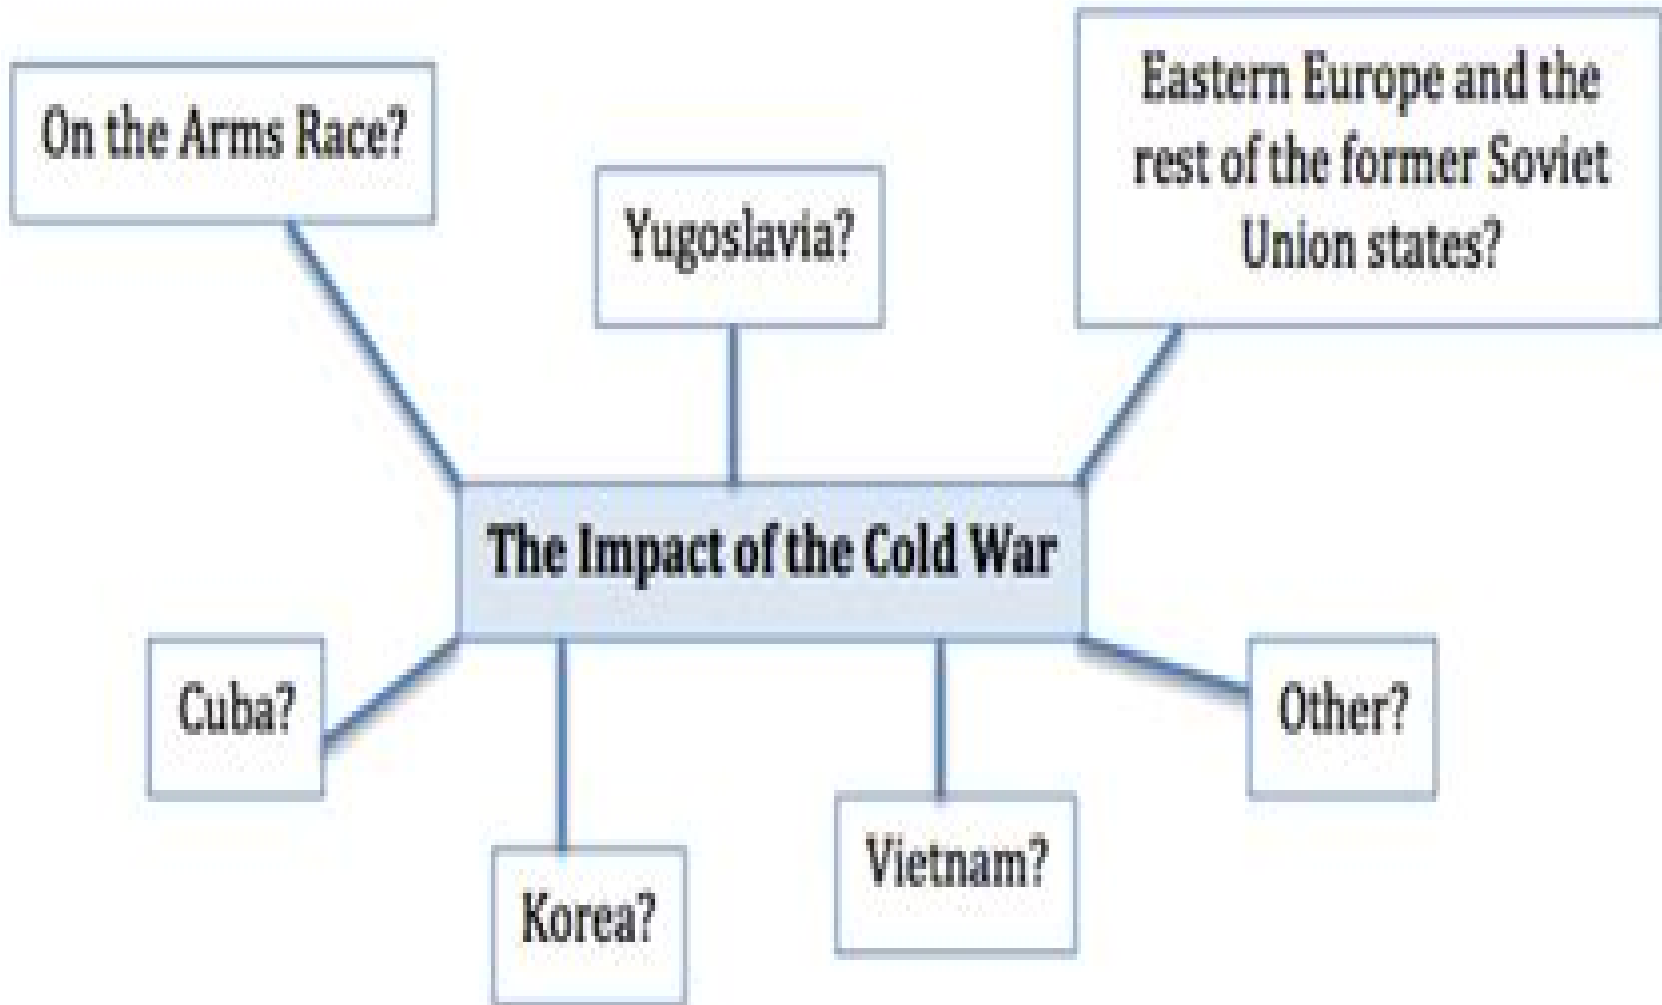 On the Arms Race?
Yugoslavia?
Eastern Europe and the
rest of the former Soviet
Union states?
The Impact of the Cold War
Cuba?
Other?
Korea?
Vietnam?